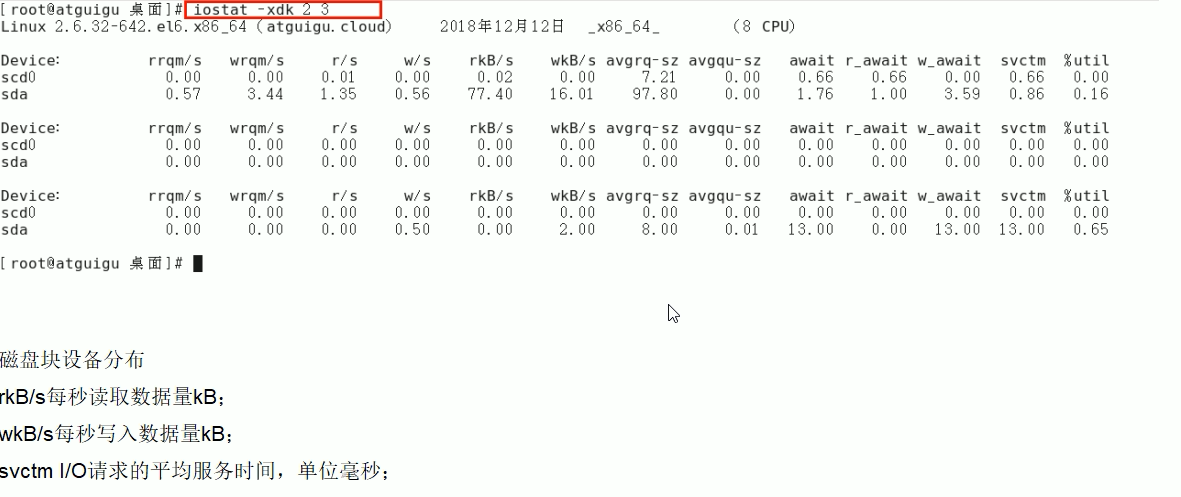 [root@atguigu 桌面]# iostat -xdk 2 3
Linux 2.6.32-642.el6.x86_64 (atguigu.cloud) 2018年12月12日 _x86_64_ (8 CPU)
Device: rrqm/s wrqm/s r/s w/s rkB/s wkB/s avgrq-sz avgqu-sz await r_await w_await svctm %util
scd0 0.00 0.00 0.01 0.00 0.02 0.00 7.21 0.00 0.66 0.66 0.00 0.66 0.00
sda 0.57 3.44 1.35 0.56 77.40 16.01 97.80 0.00 1.76 1.00 3.59 0.86 0.16
Device: rrqm/s wrqm/s r/s w/s rkB/s wkB/s avgrq-sz avgqu-sz await r_await w_await svctm %util
scd0 0.00 0.00 0.00 0.00 0.00 0.00 0.00 0.00 0.00 0.00 0.00 0.00 0.00
sda 0.00 0.00 0.00 0.00 0.00 0.00 0.00 0.00 0.00 0.00 0.00 0.00 0.00
Device: rrqm/s wrqm/s r/s w/s rkB/s wkB/s avgrq-sz avgqu-sz await r_await w_await svctm %util
scd0 0.00 0.00 0.00 0.00 0.00 0.00 0.00 0.00 0.00 0.00 0.00 0.00 0.00
sda 0.00 0.00 0.00 0.50 0.00 2.00 8.00 0.01 13.00 0.00 13.00 13.00 0.65
[root@atguigu 桌面]#
磁盘块设备分布
rkB/s每秒读取数据量kB;
wkB/s每秒写入数据量kB;
svctm I/O请求的平均服务时间，单位毫秒;